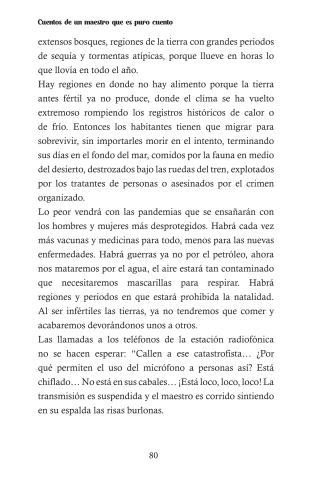 Cuentos de un maestro que es puro cuento
extensos bosques, regiones de la tierra con grandes periodos
de sequía y tormentas atípicas, porque llueve en horas lo
que llovía en todo el año.
Hay regiones en donde no hay alimento porque la tierra
antes fértil ya no produce, donde el clima se ha vuelto
extremoso rompiendo los registros históricos de calor o
de frío. Entonces los habitantes tienen que migrar para
sobrevivir, sin importarles morir en el intento, terminando
sus días en el fondo del mar, comidos por la fauna en medio
del desierto, destrozados bajo las ruedas del tren, explotados
por los tratantes de personas o asesinados por el crimen
organizado.
Lo peor vendrá con las pandemias que se ensañarán con
los hombres y mujeres más desprotegidos. Habrá cada vez
más vacunas y medicinas para todo, menos para las nuevas
enfermedades. Habrá guerras ya no por el petróleo, ahora
nos mataremos por el agua, el aire estará tan contaminado
que necesitaremos mascarillas para respirar. Habrá
regiones y periodos en que estará prohibida la natalidad.
Al ser infértiles las tierras, ya no tendremos que comer y
acabaremos devorándonos unos a otros.
Las llamadas a los teléfonos de la estación radiofónica
no se hacen esperar: “Callen a ese catastrofista… ¿Por
qué permiten el uso del micrófono a personas así? Está
chiflado… No está en sus cabales… ¡Está loco, loco, loco! La
transmisión es suspendida y el maestro es corrido sintiendo
en su espalda las risas burlonas.
80